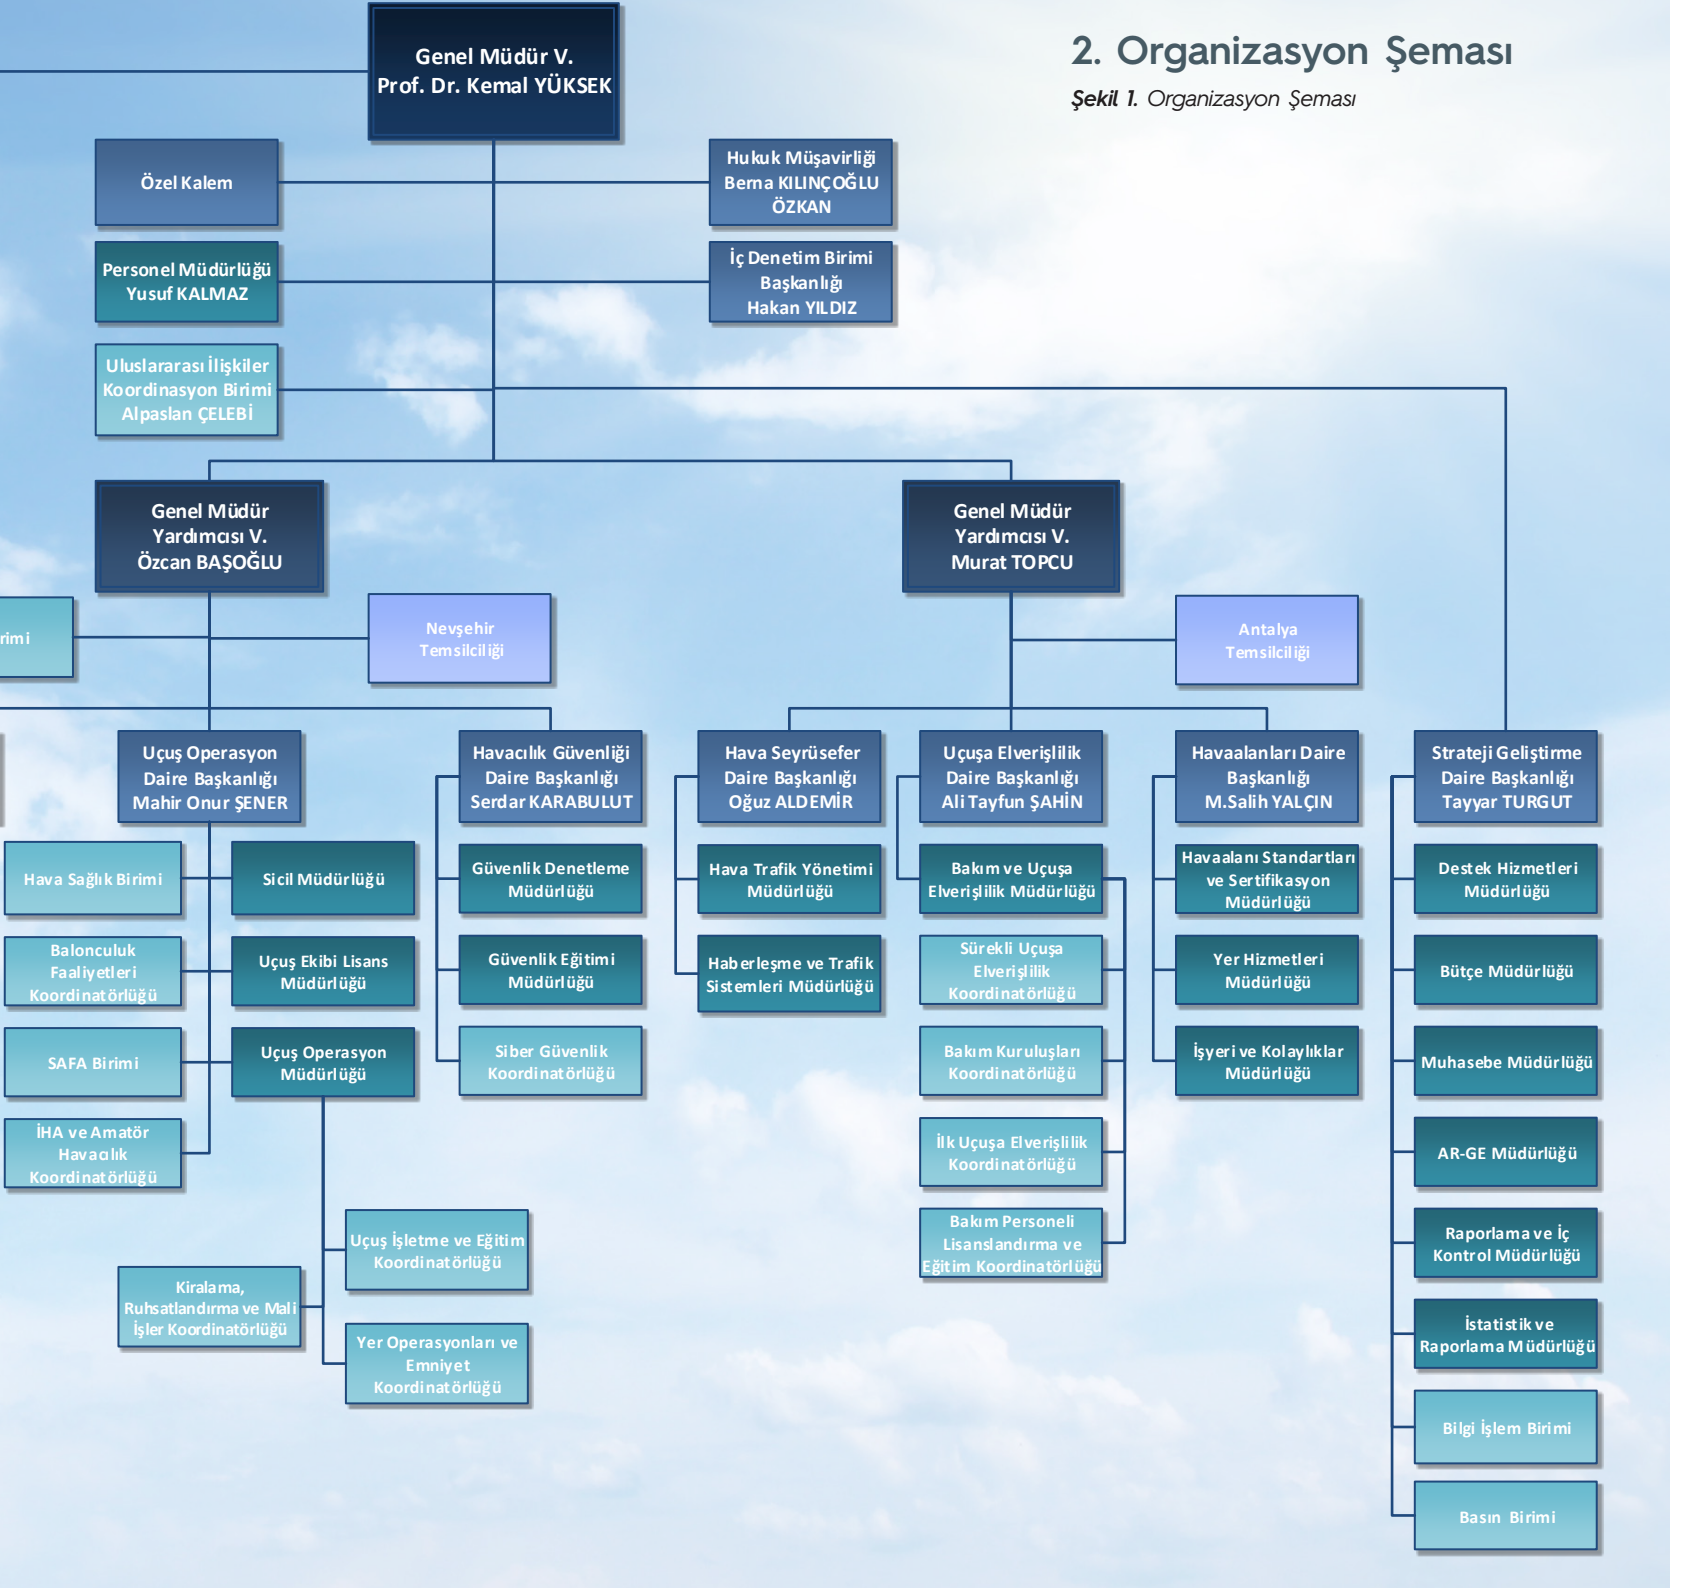 2. Organizasyon Şeması
Şekil 1. Organizasyon Şeması
Genel Müdür V.
Prof. Dr. Kemal YÜKSEK
Özel Kalem
Hukuk Müşavirliği
Berna KILINÇOĞLU
ÖZKAN
Personel Müdürlüğü
Yusuf KALMAZ
İç Denetim Birimi
Başkanlığı
Hakan YILDIZ
Uluslararası İlişkiler
Koordinasyon Birimi
Alpaslan ÇELEBİ
Genel Müdür
Yardımcısı V.
Özcan BAŞOĞLU
Genel Müdür
Yardımcısı V.
Murat TOPCU
Nevşehir
Temsilciliği
Antalya
Temsilciliği
Uçuş Operasyon
Daire Başkanlığı
Mahir Onur ŞENER
Havacılık Güvenliği
Daire Başkanlığı
Serdar KARABULUT
Hava Seyrüsefer
Daire Başkanlığı
Oğuz ALDEMİR
Uçuşa Elverişlilik
Daire Başkanlığı
Ali Tayfun ŞAHİN
Havaalanları Daire
Başkanlığı
M.Salih YALÇIN
Strateji Geliştirme
Daire Başkanlığı
Tayyar TURGUT
Hava Sağlık Birimi
Sicil Müdürlüğü
Balonculuk
Faaliyetleri
Koordinatörlüğü
Uçuş Ekibi Lisans
Müdürlüğü
SAFA Birimi
Uçuş Operasyon
Müdürlüğü
İHA ve Amatör
Havacılık
Koordinatörlüğü
Uçuş İşletme ve Eğitim
Koordinatörlüğü
Kiralama,
Ruhsatlandırma ve Mali
İşler Koordinatörlüğü
Yer Operasyonları ve
Emniyet
Koordinatörlüğü
Güvenlik Denetleme
Müdürlüğü
Güvenlik Eğitimi
Müdürlüğü
Siber Güvenlik
Koordinatörlüğü
Hava Trafik Yönetimi
Müdürlüğü
Haberleşme ve Trafik
Sistemleri Müdürlüğü
Bakım ve Uçuşa
Elverişlilik Müdürlüğü
Sürekli Uçuşa
Elverişlilik
Koordinatörlüğü
Bakım Kuruluşları
Koordinatörlüğü
İlk Uçuşa Elverişlilik
Koordinatörlüğü
Bakım Personeli
Lisanslandırma ve
Eğitim Koordinatörlüğü
Havaalanı Standartları
ve Sertifikasyon
Müdürlüğü
Yer Hizmetleri
Müdürlüğü
İşyeri ve Kolaylıklar
Müdürlüğü
Destek Hizmetleri
Müdürlüğü
Bütçe Müdürlüğü
Muhasebe Müdürlüğü
AR-GE Müdürlüğü
Raporlama ve İç
Kontrol Müdürlüğü
İstatistik ve
Raporlama Müdürlüğü
Bilgi İşlem Birimi
Basın Birimi